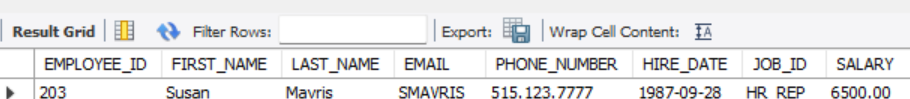 Result Grid Filter Rows: Export: Wrap Cell Content: IA
EMPLOYEE_ID FIRST_NAME LAST_NAME EMAIL PHONE_NUMBER HIRE_DATE JOB_ID SALARY
203 Susan Mavris SMAVRIS 515.123.7777 1987-09-28 HR_REP 6500.00